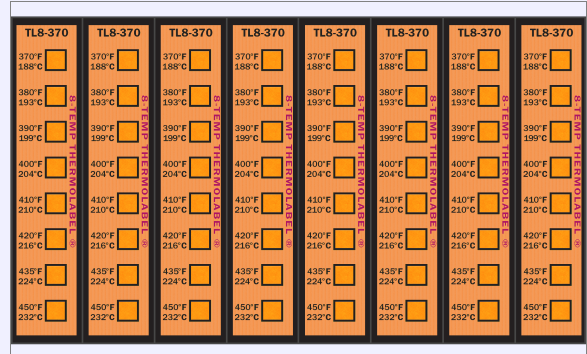 TL8-370
370°F
188°C
380°F
193°C
390°F
199°C
400°F
204°C
410°F
210°C
420°F
216°C
435°F
224°C
450°F
232°C
8-TEMP THERMOLABEL ®
TL8-370
370°F
188°C
380°F
193°C
390°F
199°C
400°F
204°C
410°F
210°C
420°F
216°C
435°F
224°C
450°F
232°C
8-TEMP THERMOLABEL ®
TL8-370
370°F
188°C
380°F
193°C
390°F
199°C
400°F
204°C
410°F
210°C
420°F
216°C
435°F
224°C
450°F
232°C
8-TEMP THERMOLABEL ®
TL8-370
370°F
188°C
380°F
193°C
390°F
199°C
400°F
204°C
410°F
210°C
420°F
216°C
435°F
224°C
450°F
232°C
8-TEMP THERMOLABEL ®
TL8-370
370°F
188°C
380°F
193°C
390°F
199°C
400°F
204°C
410°F
210°C
420°F
216°C
435°F
224°C
450°F
232°C
8-TEMP THERMOLABEL ®
TL8-370
370°F
188°C
380°F
193°C
390°F
199°C
400°F
204°C
410°F
210°C
420°F
216°C
435°F
224°C
450°F
232°C
8-TEMP THERMOLABEL ®
TL8-370
370°F
188°C
380°F
193°C
390°F
199°C
400°F
204°C
410°F
210°C
420°F
216°C
435°F
224°C
450°F
232°C
8-TEMP THERMOLABEL ®
TL8-370
370°F
188°C
380°F
193°C
390°F
199°C
400°F
204°C
410°F
210°C
420°F
216°C
435°F
224°C
450°F
232°C
8-TEMP THERMOLABEL ®